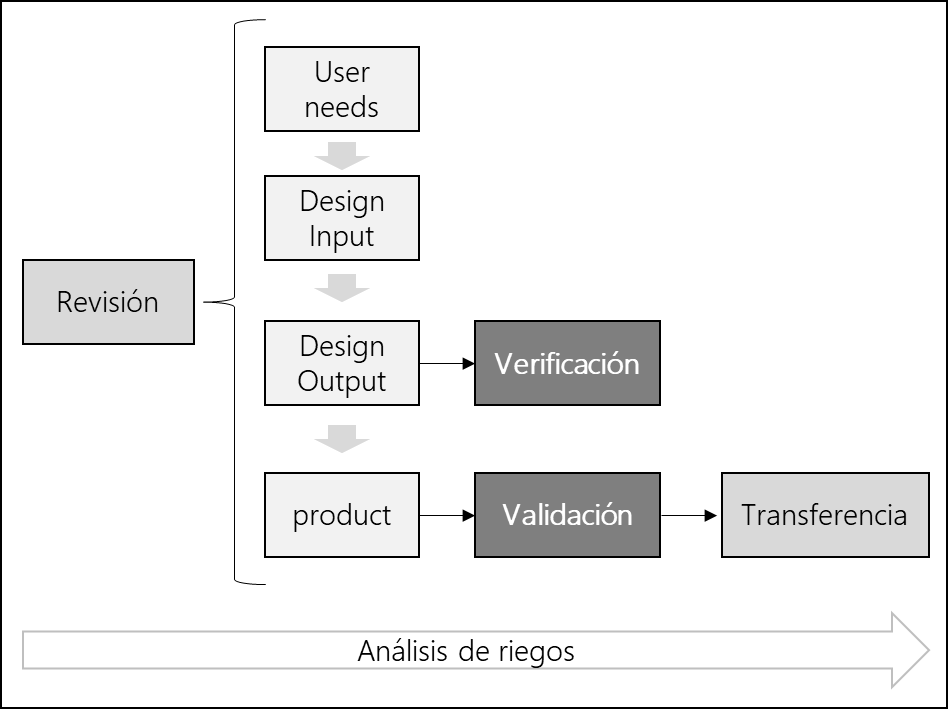 User
needs
Design
Input
Revisión
Design
Output
Verificación
product
Validación
Transferencia
Análisis de riegos